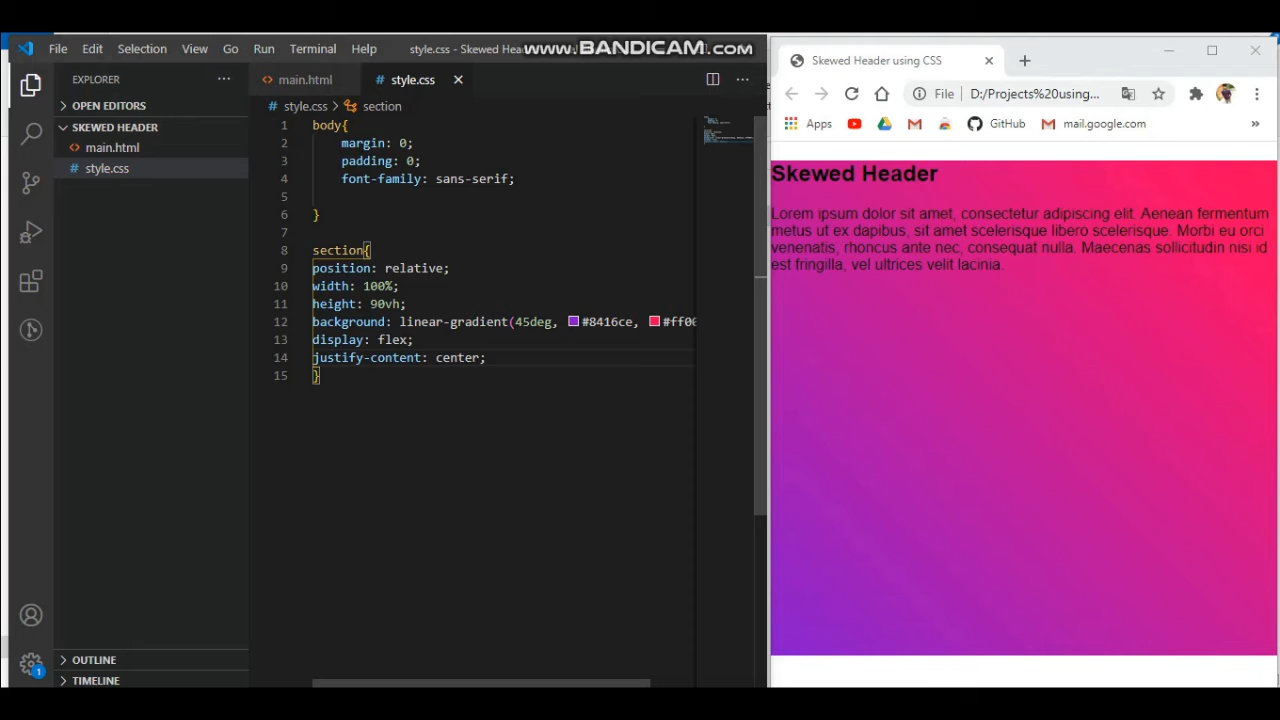 File Edit Selection View Go Run Terminal Help style.css - Skewed Hea
www.BANDICAM.com
EXPLORER
OPEN EDITORS
SKEWED HEADER
main.html
style.css
OUTLINE
TIMELINE
1
main.html style.css
style.css section
1 body{
2 margin: 0;
3 padding: 0;
4 font-family: sans-serif;
5
6 }
7
8 section{
9 position: relative;
10 width: 100%;
11 height: 90vh;
12 background: linear-gradient(45deg, #8416ce, #ff00
13 display: flex;
14 justify-content: center;
15 }
Skewed Header using CSS
File D:/Projects%20using...
Apps GitHub mail.google.com
Skewed Header
Lorem ipsum dolor sit amet, consectetur adipiscing elit. Aenean fermentum
metus ut ex dapibus, sit amet scelerisque libero scelerisque. Morbi eu orci
venenatis, rhoncus ante nec, consequat nulla. Maecenas sollicitudin nisi id
est fringilla, vel ultrices velit lacinia.